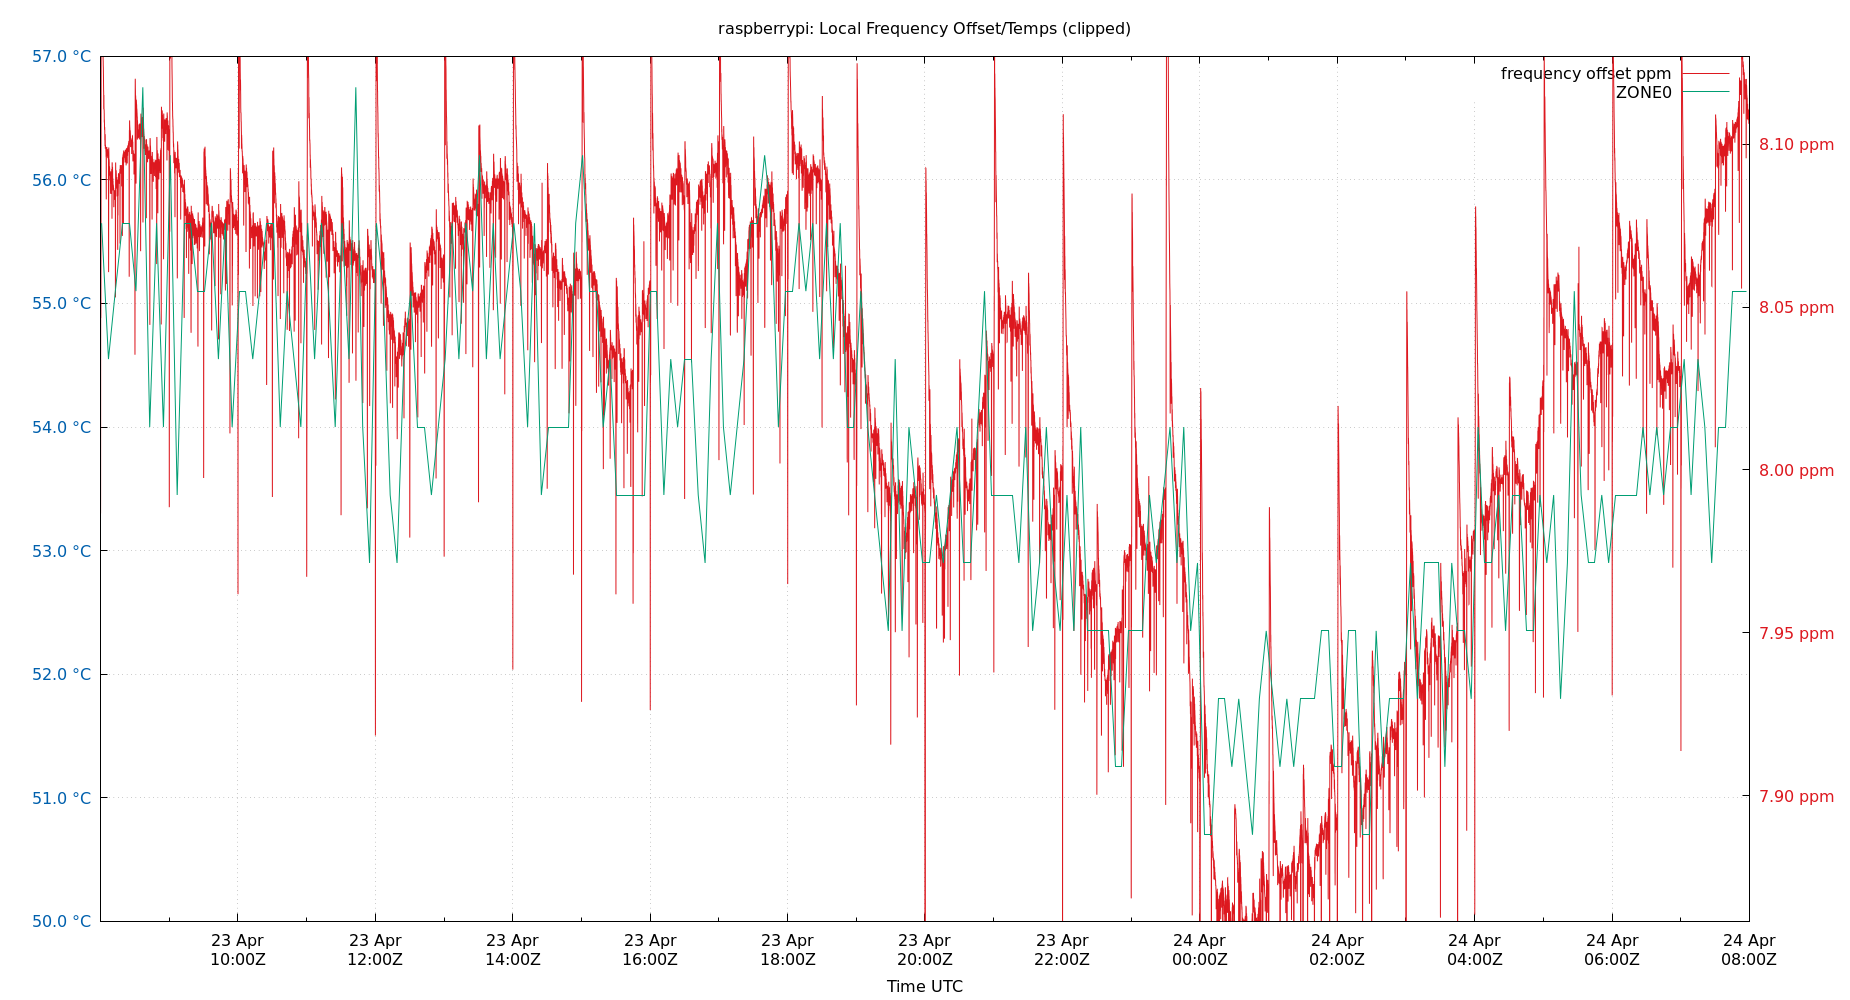 raspberrypi: Local Frequency Offset/Temps (clipped)
57.0 °C
56.0 °C
55.0 °C
54.0 °C
53.0 °C
52.0 °C
51.0 °C
50.0 °C
frequency offset ppm
ZONE0
8.10 ppm
8.05 ppm
8.00 ppm
7.95 ppm
7.90 ppm
23 Apr
10:00Z
23 Apr
12:00Z
23 Apr
14:00Z
23 Apr
16:00Z
23 Apr
18:00Z
23 Apr
20:00Z
23 Apr
22:00Z
24 Apr
00:00Z
24 Apr
02:00Z
24 Apr
04:00Z
24 Apr
06:00Z
24 Apr
08:00Z
Time UTC